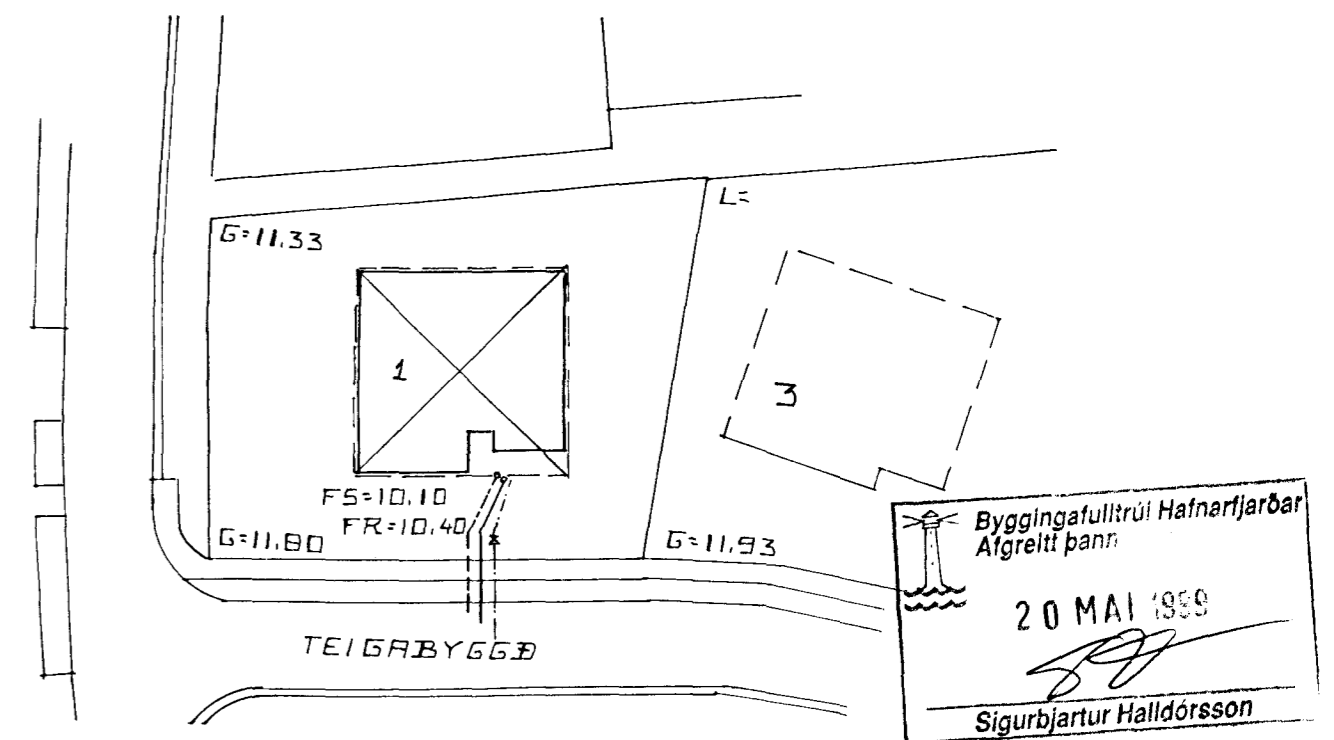 L=
G=11.33
1
3
FS=10.10
FR=10.40
G=11.80
G=11.93
TEIGABYGGÐ
Byggingafulltrúi Hafnarfjarðar
Afgreitt þann
20 MAI 1999
Sigurbjartur Halldórsson